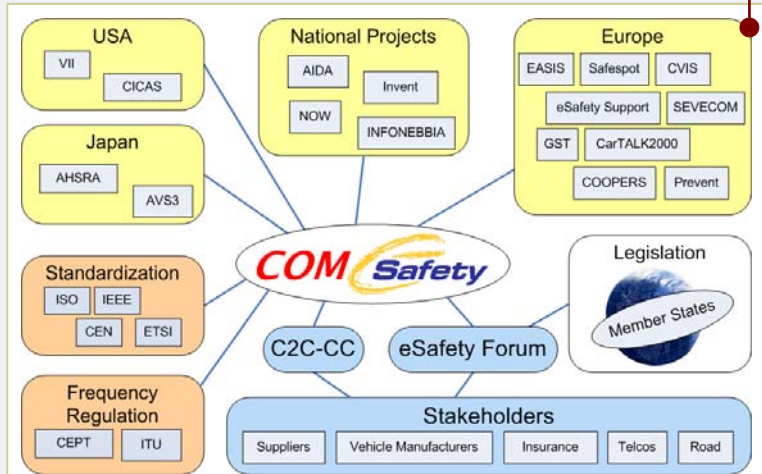 USA
VII
CICAS
National Projects
AIDA
Invent
NOW
INFONEBBIA
Europe
EASIS
Safespot
CVIS
eSafety Support
SEVECOM
GST
CarTALK2000
COOPERS
Prevent
Japan
AHSRA
AVS3
COM Safety
Standardization
ISO
IEEE
CEN
ETSI
Legislation
Member States
C2C-CC
eSafety Forum
Frequency
Regulation
CEPT
ITU
Stakeholders
Suppliers
Vehicle Manufacturers
Insurance
Telcos
Road